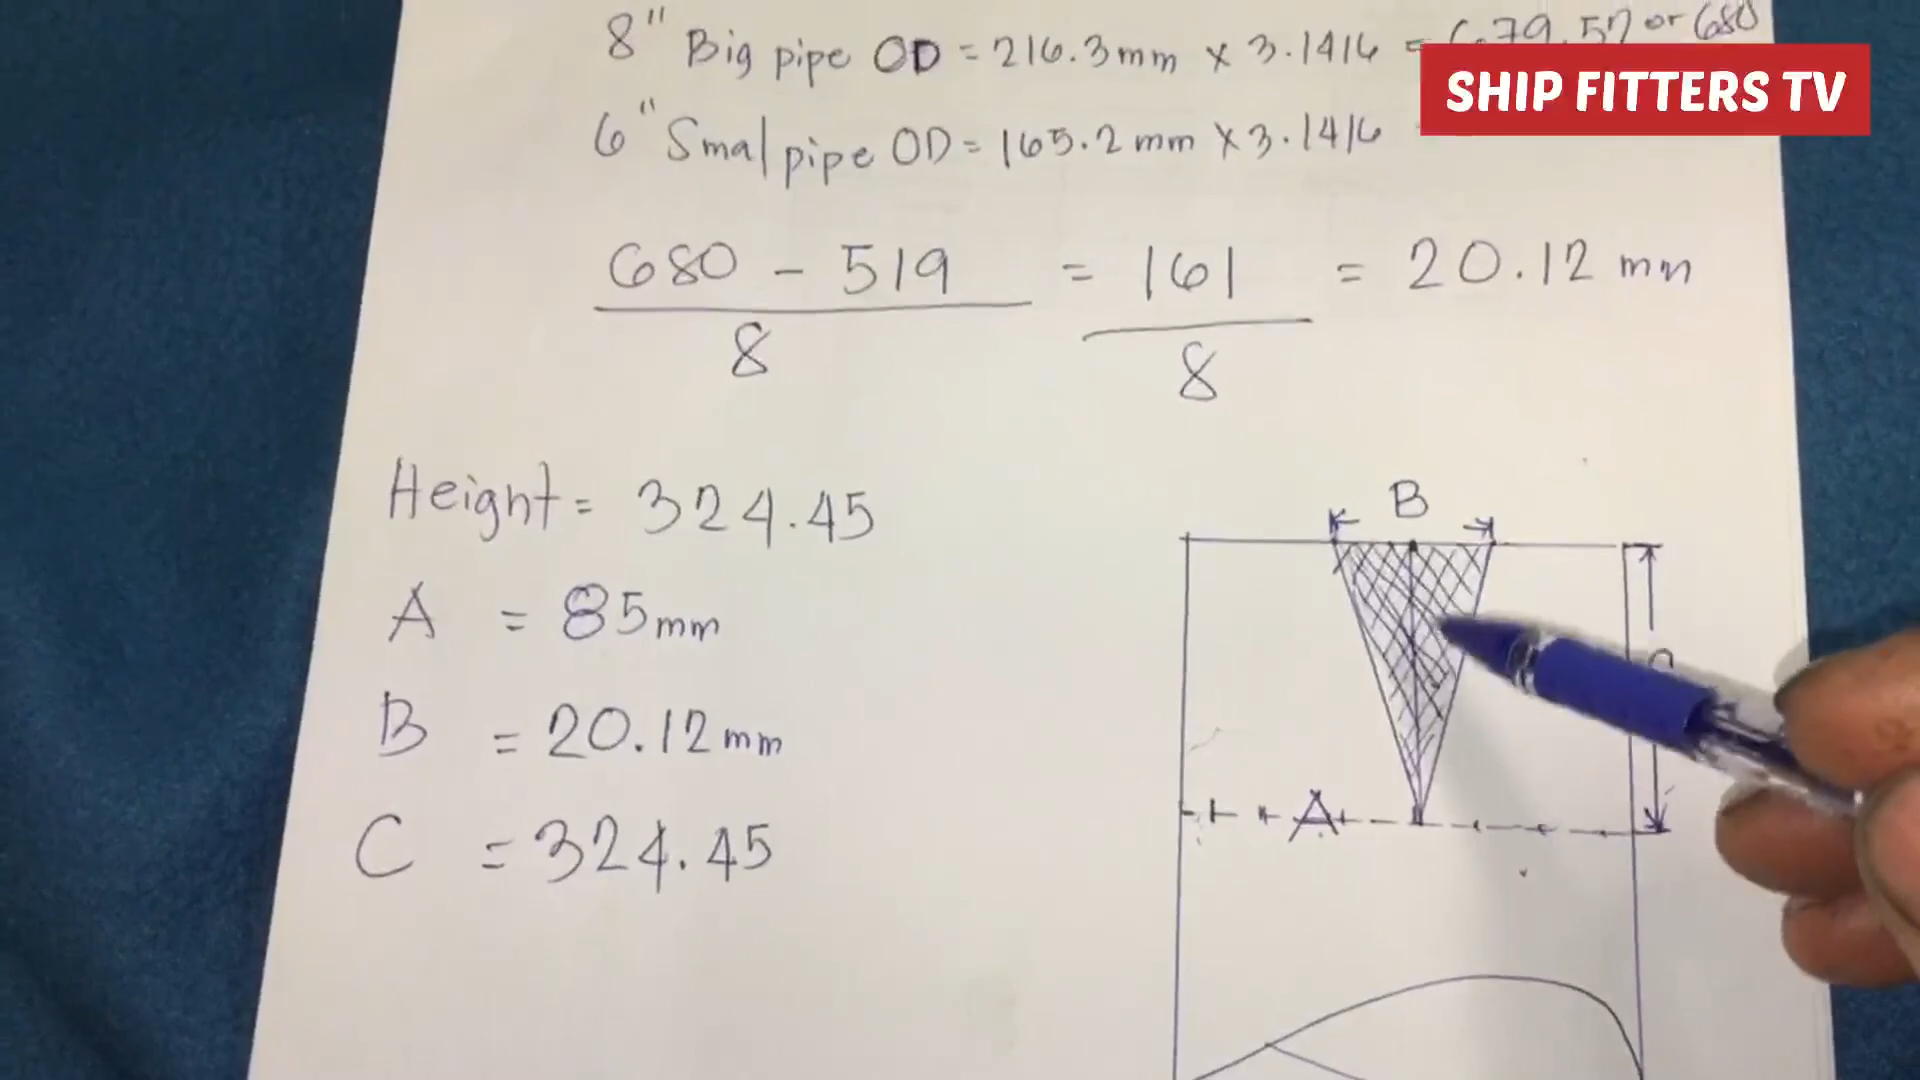 8" Big pipe OD = 216.3mm x 3.1416 = 679.52 or 680
SHIP FITTERS TV
6" Smal pipe OD = 165.2 mm x 3.1416
680 - 519 = 161 = 20.12 mm
8 8
Height = 324.45
B
A = 85mm
B = 20.12mm
A
C = 324.45